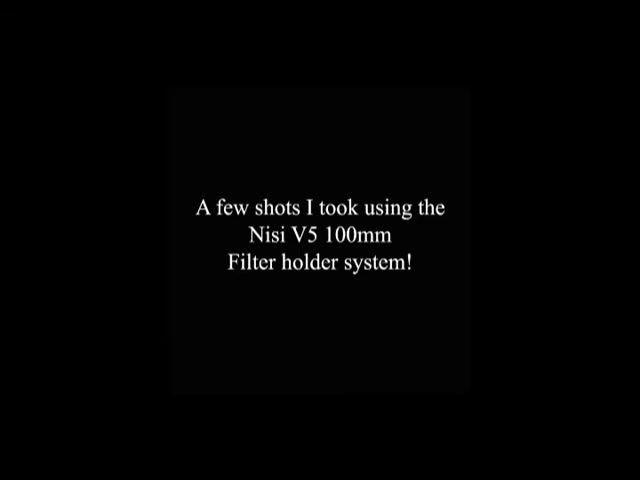 A few shots I took using the
Nisi V5 100mm
Filter holder system!